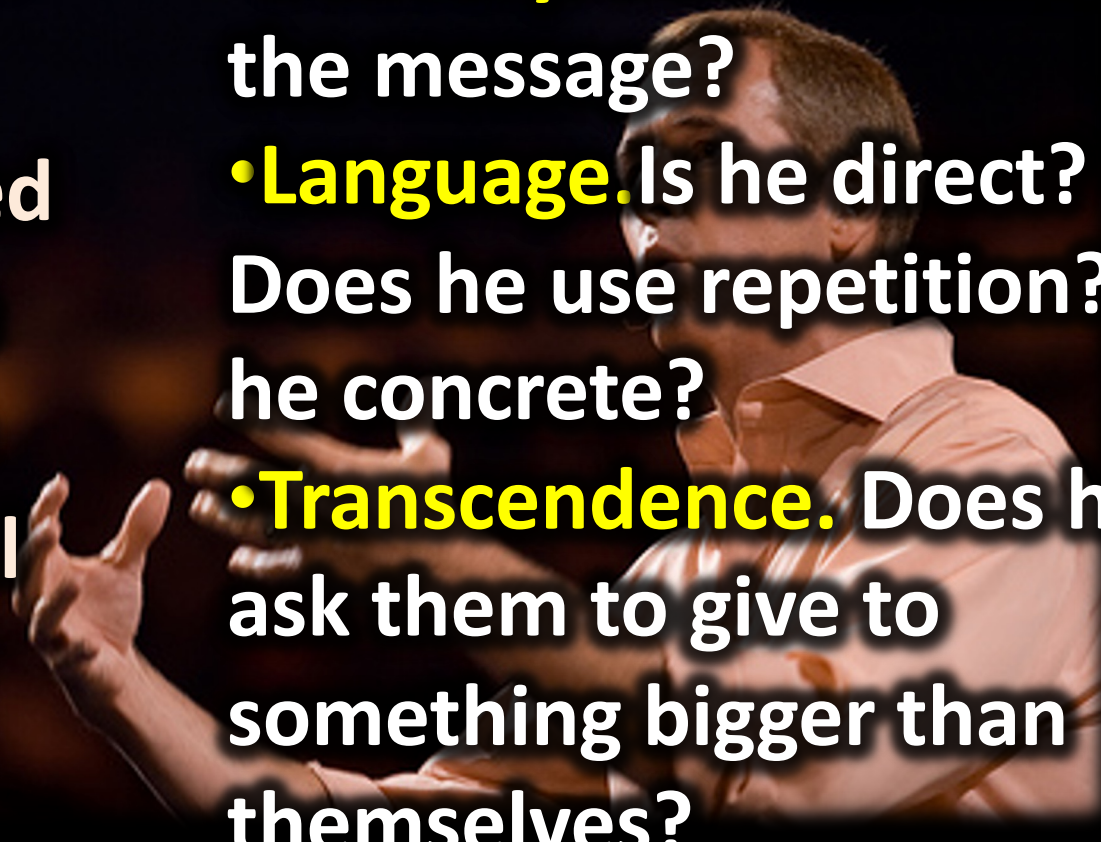 the message?
•Language.Is he direct?
ed
Does he use repetition?
he concrete?
•Transcendence. Does h
l
ask them to give to
something bigger than
themselves?